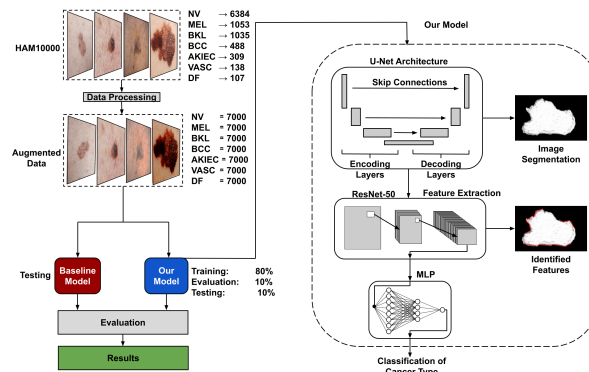 HAM10000
NV → 6384
MEL → 1053
BKL → 1035
BCC → 488
AKIEC → 309
VASC → 138
DF → 107
Data Processing
Augmented
Data
NV = 7000
MEL = 7000
BKL = 7000
BCC = 7000
AKIEC = 7000
VASC = 7000
DF = 7000
Testing
Baseline
Model
Our
Model
Training: 80%
Evaluation: 10%
Testing: 10%
Evaluation
Results
Our Model
U-Net Architecture
Skip Connections
Encoding
Layers
Decoding
Layers
Image
Segmentation
ResNet-50
Feature Extraction
Identified
Features
MLP
Classification of
Cancer Type